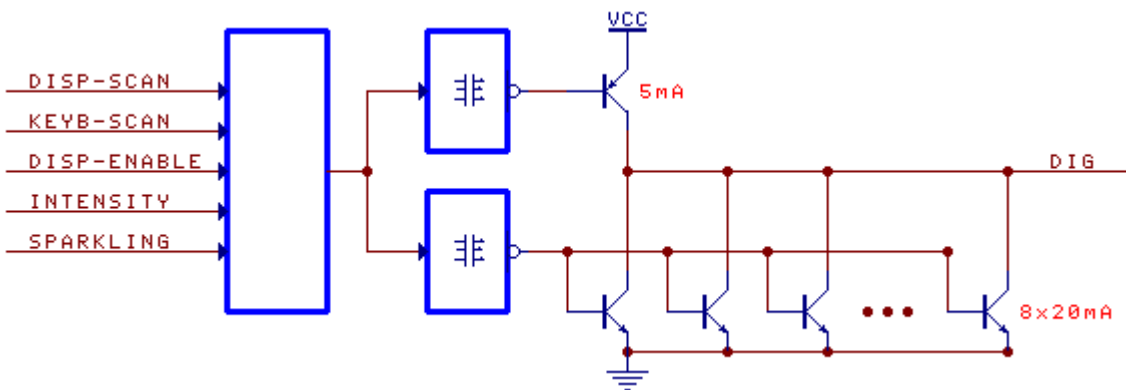 VCC
DISP-SCAN
5mA
KEYB-SCAN
DISP-ENABLE
DIG
INTENSITY
SPARKLING
8x20mA